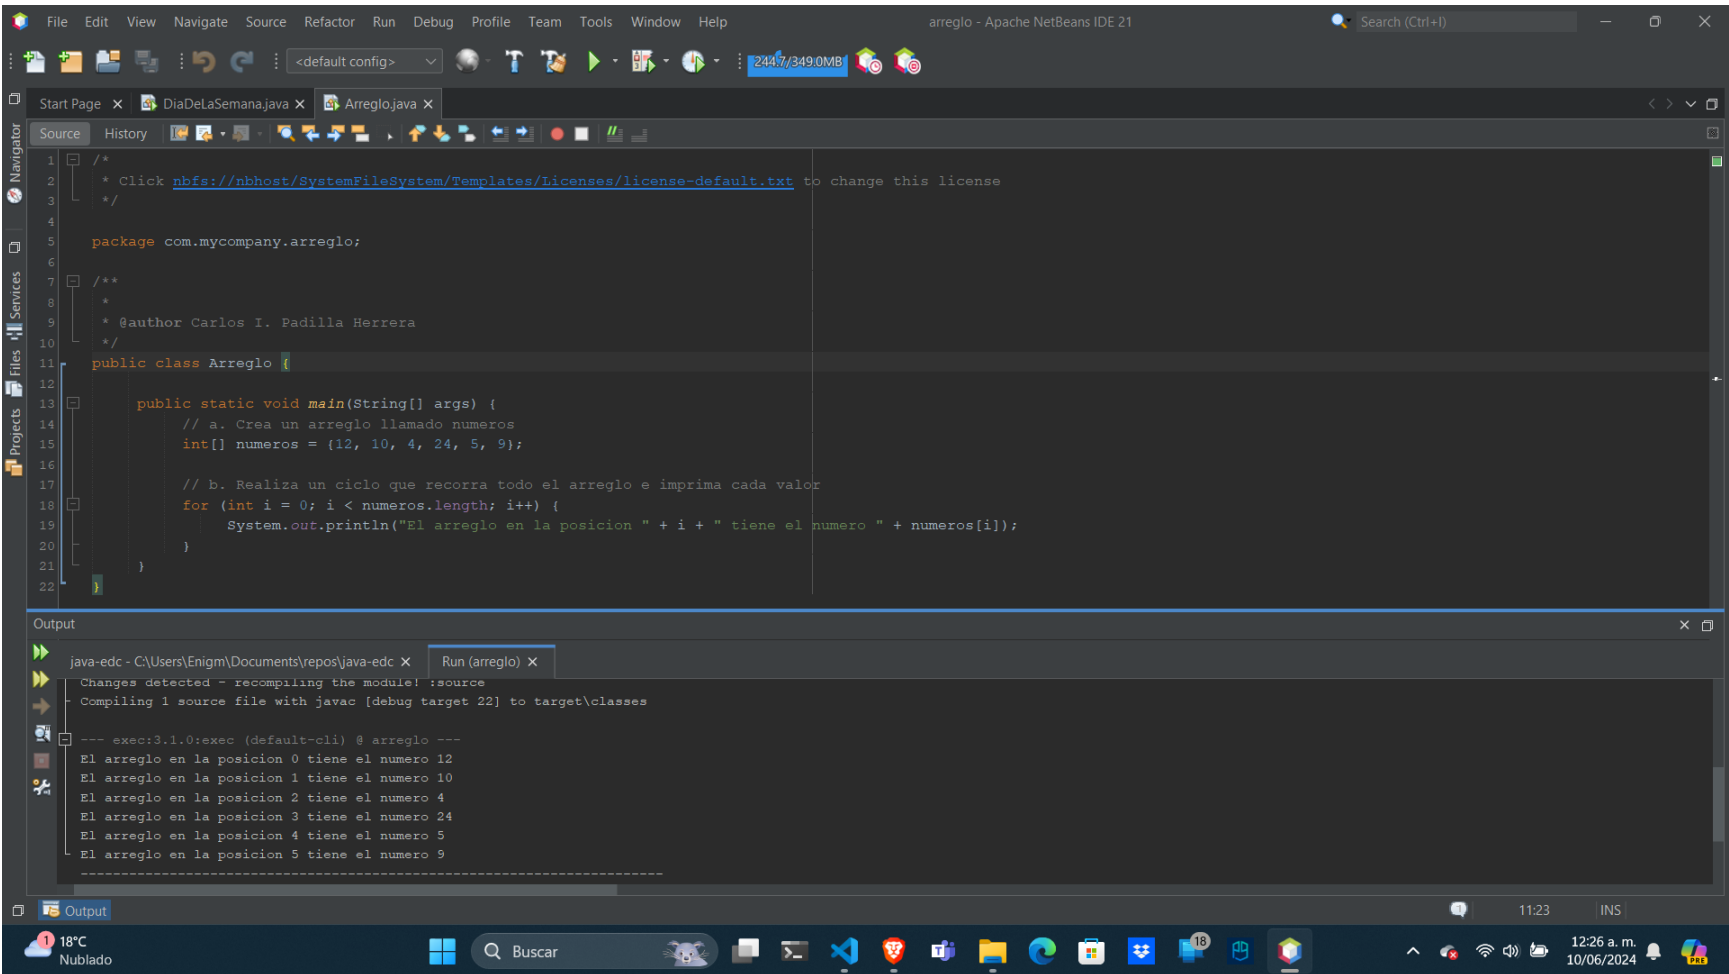 File Edit View Navigate Source Refactor Run Debug Profile Team Tools Window Help arreglo - Apache NetBeans IDE 21 Search (Ctrl+I)
<default config> 244.7/349.0MB
Start Page DiaDeLaSemana.java Arreglo.java
Source History
Navigator
Services
Files
Projects
1 /*
2 * Click nbfs://nbhost/SystemFileSystem/Templates/Licenses/license-default.txt to change this license
3 */
4
5 package com.mycompany.arreglo;
6
7 /**
8 *
9 * @author Carlos I. Padilla Herrera
10 */
11 public class Arreglo {
12
13 public static void main(String[] args) {
14 // a. Crea un arreglo llamado numeros
15 int[] numeros = {12, 10, 4, 24, 5, 9};
16
17 // b. Realiza un ciclo que recorra todo el arreglo e imprima cada valor
18 for (int i = 0; i < numeros.length; i++) {
19 System.out.println("El arreglo en la posicion " + i + " tiene el numero " + numeros[i]);
20 }
21 }
22 }
Output
java-edc - C:\Users\Enigm\Documents\repos\java-edc Run (arreglo)
Changes detected - recompiling the module! :source
Compiling 1 source file with javac [debug target 22] to target\classes
--- exec:3.1.0:exec (default-cli) @ arreglo ---
El arreglo en la posicion 0 tiene el numero 12
El arreglo en la posicion 1 tiene el numero 10
El arreglo en la posicion 2 tiene el numero 4
El arreglo en la posicion 3 tiene el numero 24
El arreglo en la posicion 4 tiene el numero 5
El arreglo en la posicion 5 tiene el numero 9
------------------------------------------------------------------------
Output 11:23 INS
1 18°C
Nublado
Buscar
18
12:26 a. m.
10/06/2024
PRE